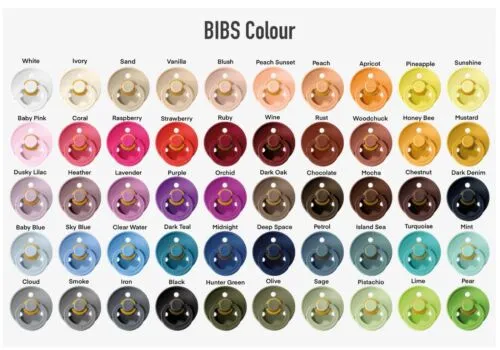 BIBS Colour
White Ivory Sand Vanilla Blush Peach Sunset Peach Apricot Pineapple Sunshine
Baby Pink Coral Raspberry Strawberry Ruby Wine Rust Woodchuck Honey Bee Mustard
Dusky Lilac Heather Lavender Purple Orchid Dark Oak Chocolate Mocha Chestnut Dark Denim
Baby Blue Sky Blue Clear Water Dark Teal Midnight Deep Space Petrol Island Sea Turquoise Mint
Cloud Smoke Iron Black Hunter Green Olive Sage Pistachio Lime Pear